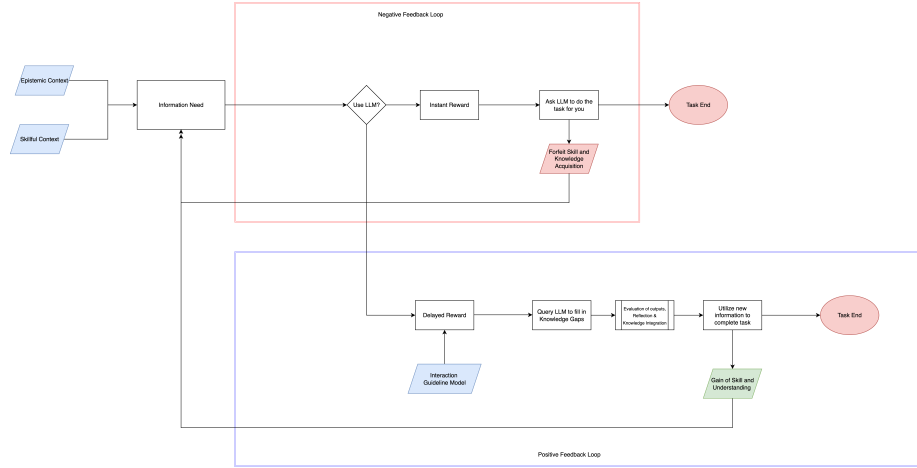 Negative Feedback Loop
Epistemic Context
Skillful Context
Information Need
Use LLM?
Instant Reward
Ask LLM to do the
task for you
Task End
Forfeit Skill and
Knowledge
Acquisition
Delayed Reward
Query LLM to fill in
Knowledge Gaps
Evaluation of outputs,
Reflection &
Knowledge Integration
Utilize new
information to
complete task
Task End
Interaction
Guideline Model
Gain of Skill and
Understanding
Positive Feedback Loop